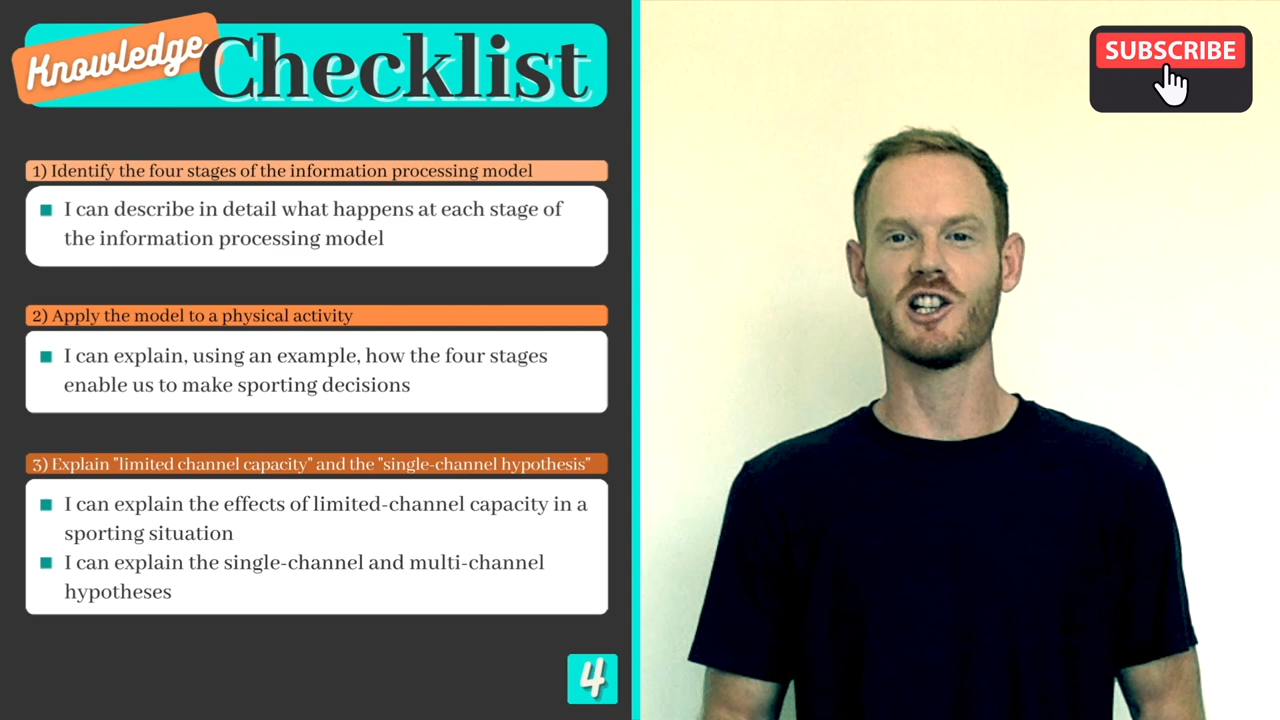 Knowledge
Checklist
SUBSCRIBE
1) Identify the four stages of the information processing model
I can describe in detail what happens at each stage of
the information processing model
2) Apply the model to a physical activity
I can explain, using an example, how the four stages
enable us to make sporting decisions
3) Explain "limited channel capacity" and the "single-channel hypothesis"
I can explain the effects of limited-channel capacity in a
sporting situation
I can explain the single-channel and multi-channel
hypotheses
4